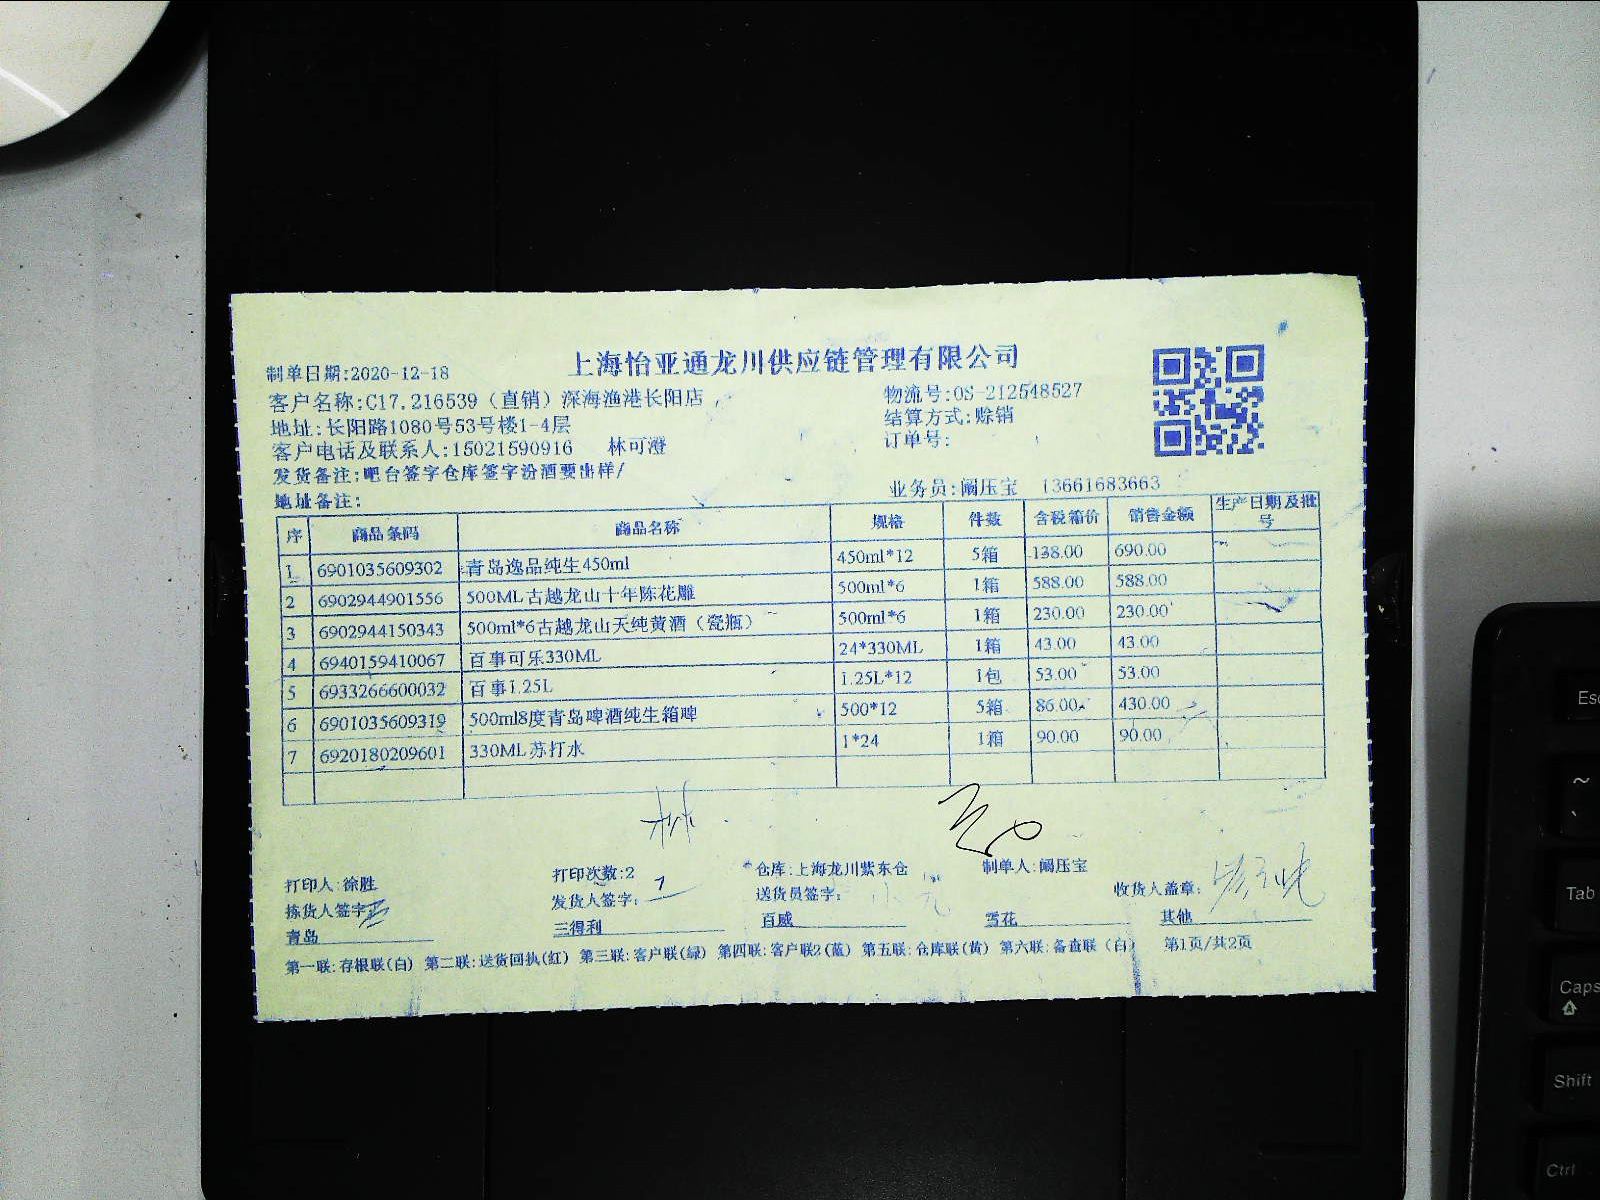 上海怡亚通龙川供应链管理有限公司
制单日期:2020-12-18
客户名称:C17.216539（直销）深海渔港长阳店
物流号:OS-212548527
地址:长阳路1080号53号楼1-4层
结算方式:赊销
客户电话及联系人:15021590916 林可澄
订单号:
发货备注:吧台签字仓库签字汾酒要出样/
地址备注:
业务员:阚压宝 13661683663
序 商品条码 商品名称 规格 件数 含税箱价 销售金额 生产日期及批号
1 6901035609302 青岛逸品纯生450ml 450ml*12 5箱 138.00 690.00
2 6902944901556 500ML古越龙山十年陈花雕 500ml*6 1箱 588.00 588.00
3 6902944150343 500ml*6古越龙山天纯黄酒（瓷瓶） 500ml*6 1箱 230.00 230.00
4 6940159410067 百事可乐330ML 24*330ML 1箱 43.00 43.00
5 6933266600032 百事1.25L 1.25L*12 1包 53.00 53.00
6 6901035609319 500ml8度青岛啤酒纯生箱啤 500*12 5箱 86.00 430.00
7 6920180209601 330ML苏打水 1*24 1箱 90.00 90.00
打印人:徐胜 打印次数:2 仓库:上海龙川紫东仓 制单人:阚压宝
拣货人签字: 发货人签字: 送货员签字: 收货人盖章:
青岛 三得利 百威 雪花 其他
第一联:存根联(白) 第二联:送货回执(红) 第三联:客户联(绿) 第四联:客户联2(蓝) 第五联:仓库联(黄) 第六联:备查联（白） 第1页/共2页
Esc
~
、
Tab
Caps
Shift
Ctrl